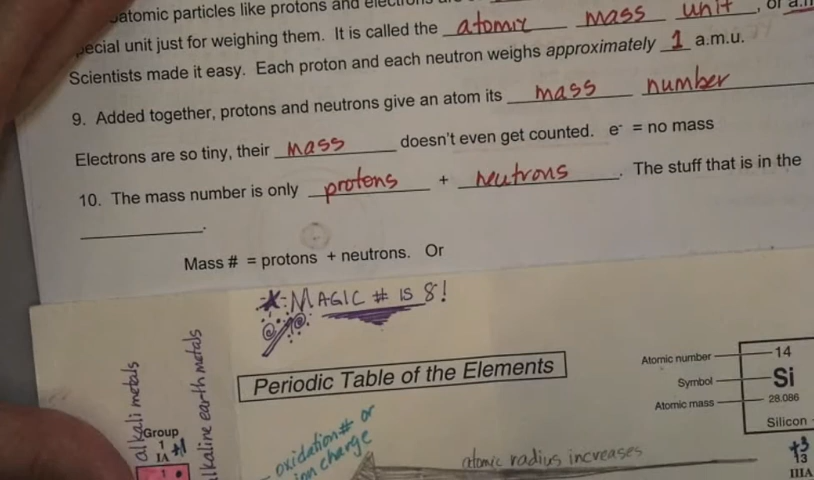 atomic particles like protons and
pecial unit just for weighing them. It is called the atomic mass unit, or a.
Scientists made it easy. Each proton and each neutron weighs approximately 1 a.m.u.
9. Added together, protons and neutrons give an atom its mass number
Electrons are so tiny, their mass doesn't even get counted. e⁻ = no mass
10. The mass number is only protons + neutrons. The stuff that is in the
.
Mass # = protons + neutrons. Or
MAGIC # IS 8!
Periodic Table of the Elements
Atomic number 14
Symbol Si
Atomic mass 28.086
Silicon
alkali metals
alkaline earth metals
Group
1 +1
IA
1
oxidation# or
ion charge
atomic radius increases
+3
13
IIIA